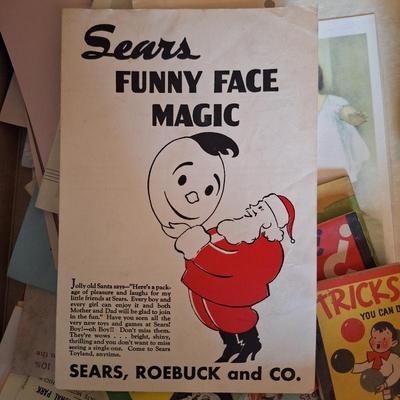 Sears
FUNNY FACE
MAGIC
Jolly old Santa says—"Here's a pack-
age of pleasure and laughs for my
little friends at Sears. Every boy and
every girl can enjoy it and both
Mother and Dad will be glad to join
in the fun." Have you seen all the
very new toys and games at Sears?
Boy!—oh Boy!! Don't miss them.
They're wows . . . bright, shiny,
thrilling and you don't want to miss
seeing a single one. Come to Sears
Toyland, anytime.
SEARS, ROEBUCK and CO.
TRICKS
YOU CAN D
10%
PARK